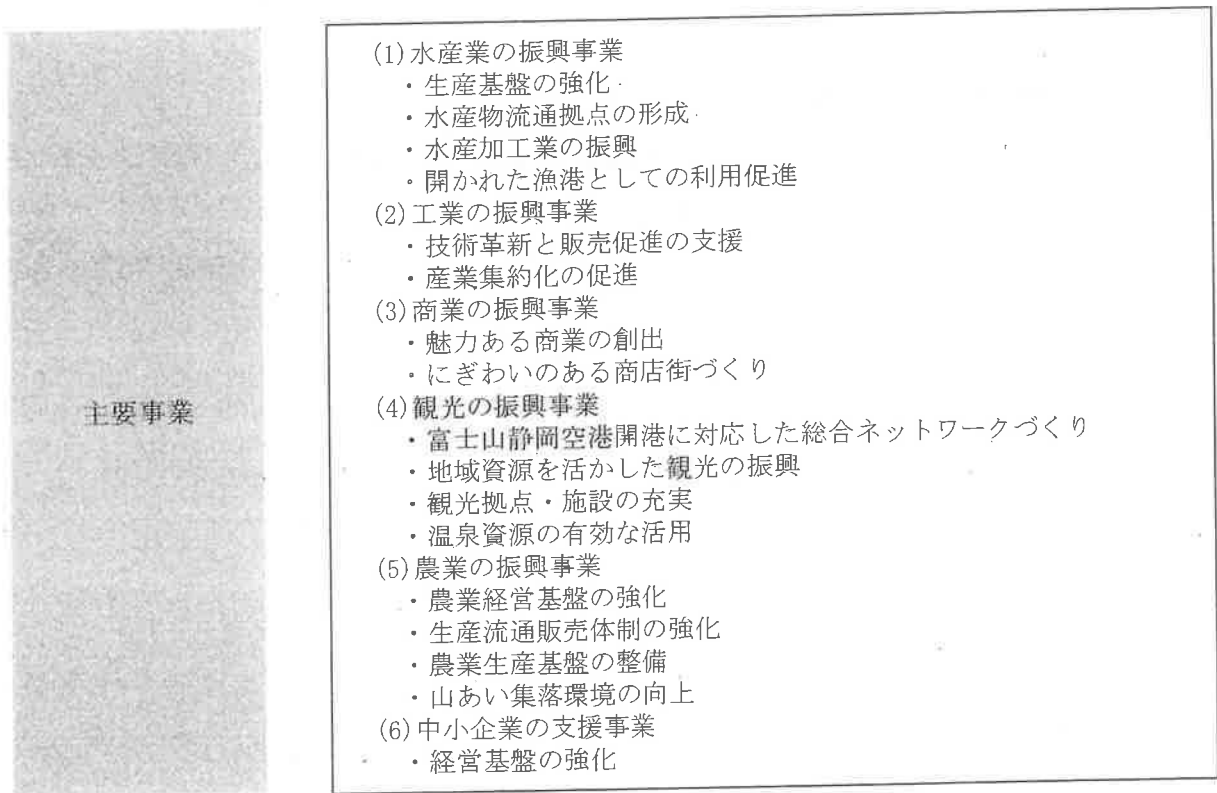 主要事業
(1)水産業の振興事業
・生産基盤の強化
・水産物流通拠点の形成
・水産加工業の振興
・開かれた漁港としての利用促進
(2)工業の振興事業
・技術革新と販売促進の支援
・産業集約化の促進
(3)商業の振興事業
・魅力ある商業の創出
・にぎわいのある商店街づくり
(4)観光の振興事業
・富士山静岡空港開港に対応した総合ネットワークづくり
・地域資源を活かした観光の振興
・観光拠点・施設の充実
・温泉資源の有効な活用
(5)農業の振興事業
・農業経営基盤の強化
・生産流通販売体制の強化
・農業生産基盤の整備
・山あい集落環境の向上
(6)中小企業の支援事業
・経営基盤の強化